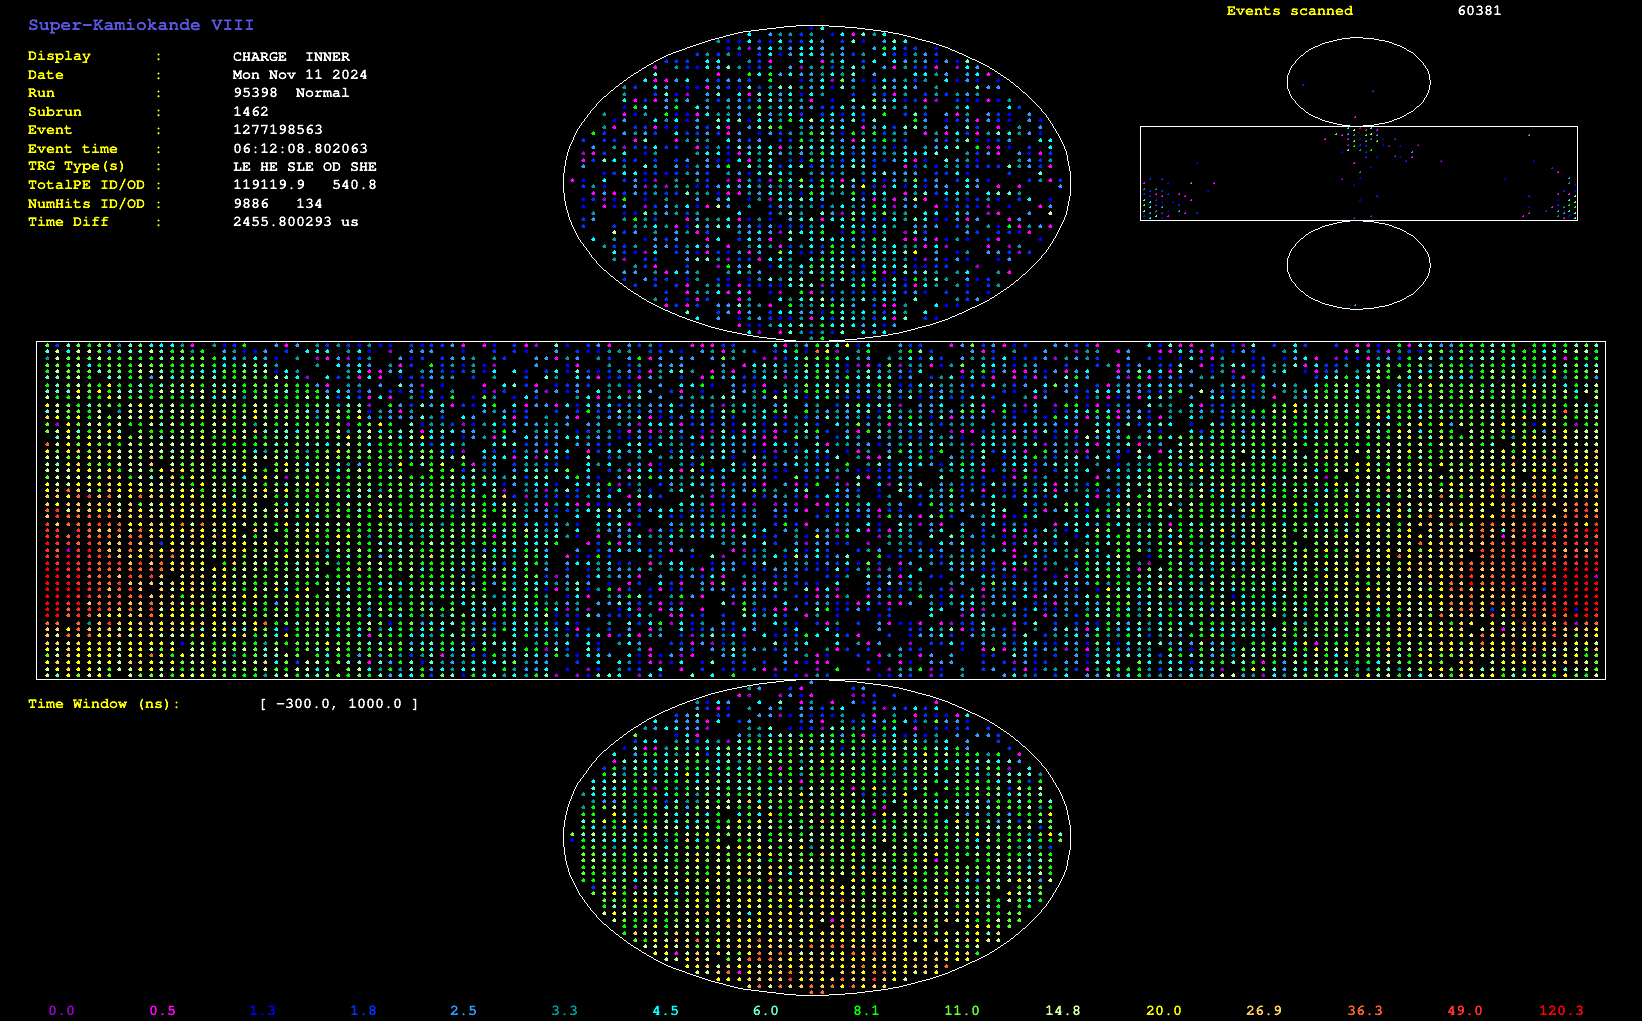 Super-Kamiokande VIII
Events scanned 60381
Display : CHARGE INNER
Date : Mon Nov 11 2024
Run : 95398 Normal
Subrun : 1462
Event : 1277198563
Event time : 06:12:08.802063
TRG Type(s) : LE HE SLE OD SHE
TotalPE ID/OD : 119119.9 540.8
NumHits ID/OD : 9886 134
Time Diff : 2455.800293 us
Time Window (ns): [ -300.0, 1000.0 ]
0.0 0.5 1.3 1.8 2.5 3.3 4.5 6.0 8.1 11.0 14.8 20.0 26.9 36.3 49.0 120.3